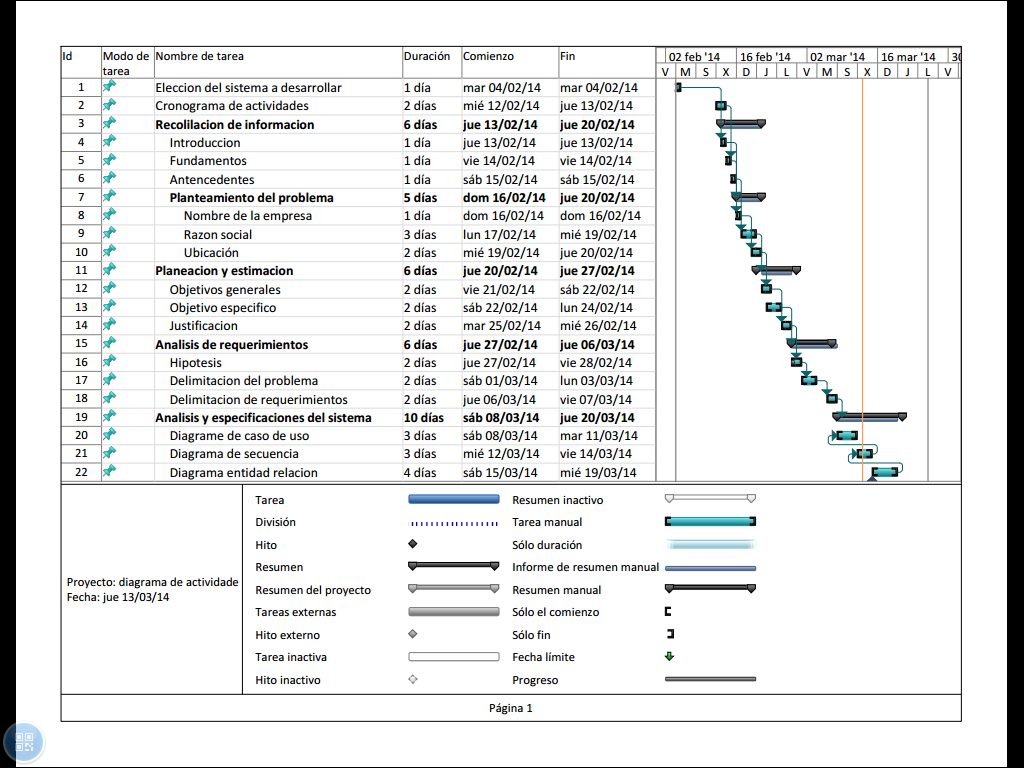 Id Modo de tarea Nombre de tarea Duración Comienzo Fin 02 feb '14 16 feb '14 02 mar '14 16 mar '14 30
V M S X D J L V M S X D J L V
1 Eleccion del sistema a desarrollar 1 día mar 04/02/14 mar 04/02/14
2 Cronograma de actividades 2 días mié 12/02/14 jue 13/02/14
3 Recolilacion de informacion 6 días jue 13/02/14 jue 20/02/14
4 Introduccion 1 día jue 13/02/14 jue 13/02/14
5 Fundamentos 1 día vie 14/02/14 vie 14/02/14
6 Antencedentes 1 día sáb 15/02/14 sáb 15/02/14
7 Planteamiento del problema 5 días dom 16/02/14 jue 20/02/14
8 Nombre de la empresa 1 día dom 16/02/14 dom 16/02/14
9 Razon social 3 días lun 17/02/14 mié 19/02/14
10 Ubicación 2 días mié 19/02/14 jue 20/02/14
11 Planeacion y estimacion 6 días jue 20/02/14 jue 27/02/14
12 Objetivos generales 2 días vie 21/02/14 sáb 22/02/14
13 Objetivo especifico 2 días sáb 22/02/14 lun 24/02/14
14 Justificacion 2 días mar 25/02/14 mié 26/02/14
15 Analisis de requerimientos 6 días jue 27/02/14 jue 06/03/14
16 Hipotesis 2 días jue 27/02/14 vie 28/02/14
17 Delimitacion del problema 2 días sáb 01/03/14 lun 03/03/14
18 Delimitacion de requerimientos 2 días jue 06/03/14 vie 07/03/14
19 Analisis y especificaciones del sistema 10 días sáb 08/03/14 jue 20/03/14
20 Diagrame de caso de uso 3 días sáb 08/03/14 mar 11/03/14
21 Diagrama de secuencia 3 días mié 12/03/14 vie 14/03/14
22 Diagrama entidad relacion 4 días sáb 15/03/14 mié 19/03/14
Proyecto: diagrama de actividade
Fecha: jue 13/03/14
Tarea Resumen inactivo
División Tarea manual
Hito Sólo duración
Resumen Informe de resumen manual
Resumen del proyecto Resumen manual
Tareas externas Sólo el comienzo
Hito externo Sólo fin
Tarea inactiva Fecha límite
Hito inactivo Progreso
Página 1